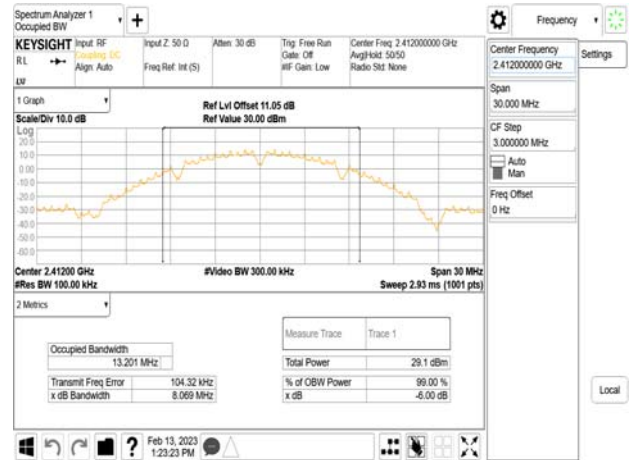 Spectrum Analyzer 1
Occupied BW
Frequency
KEYSIGHT
Input: RF
Coupling: DC
Align: Auto
Input Z: 50 Ω
Freq Ref: Int (S)
Atten: 30 dB
Trig: Free Run
Gate: Off
#IF Gain: Low
Center Freq: 2.412000000 GHz
Avg|Hold: 50/50
Radio Std: None
RL
LV
Center Frequency
2.412000000 GHz
Settings
Span
30.000 MHz
CF Step
3.000000 MHz
Auto
Man
Freq Offset
0 Hz
1 Graph
Scale/Div 10.0 dB
Ref Lvl Offset 11.05 dB
Ref Value 30.00 dBm
Log
20.0
10.0
0.00
-10.0
-20.0
-30.0
-40.0
-50.0
-60.0
Center 2.41200 GHz
#Res BW 100.00 kHz
#Video BW 300.00 kHz
Span 30 MHz
Sweep 2.93 ms (1001 pts)
2 Metrics
Measure Trace
Trace 1
Occupied Bandwidth
13.201 MHz
Total Power
29.1 dBm
Transmit Freq Error
104.32 kHz
% of OBW Power
99.00 %
x dB Bandwidth
8.069 MHz
x dB
-6.00 dB
Local
Feb 13, 2023
1:23:23 PM